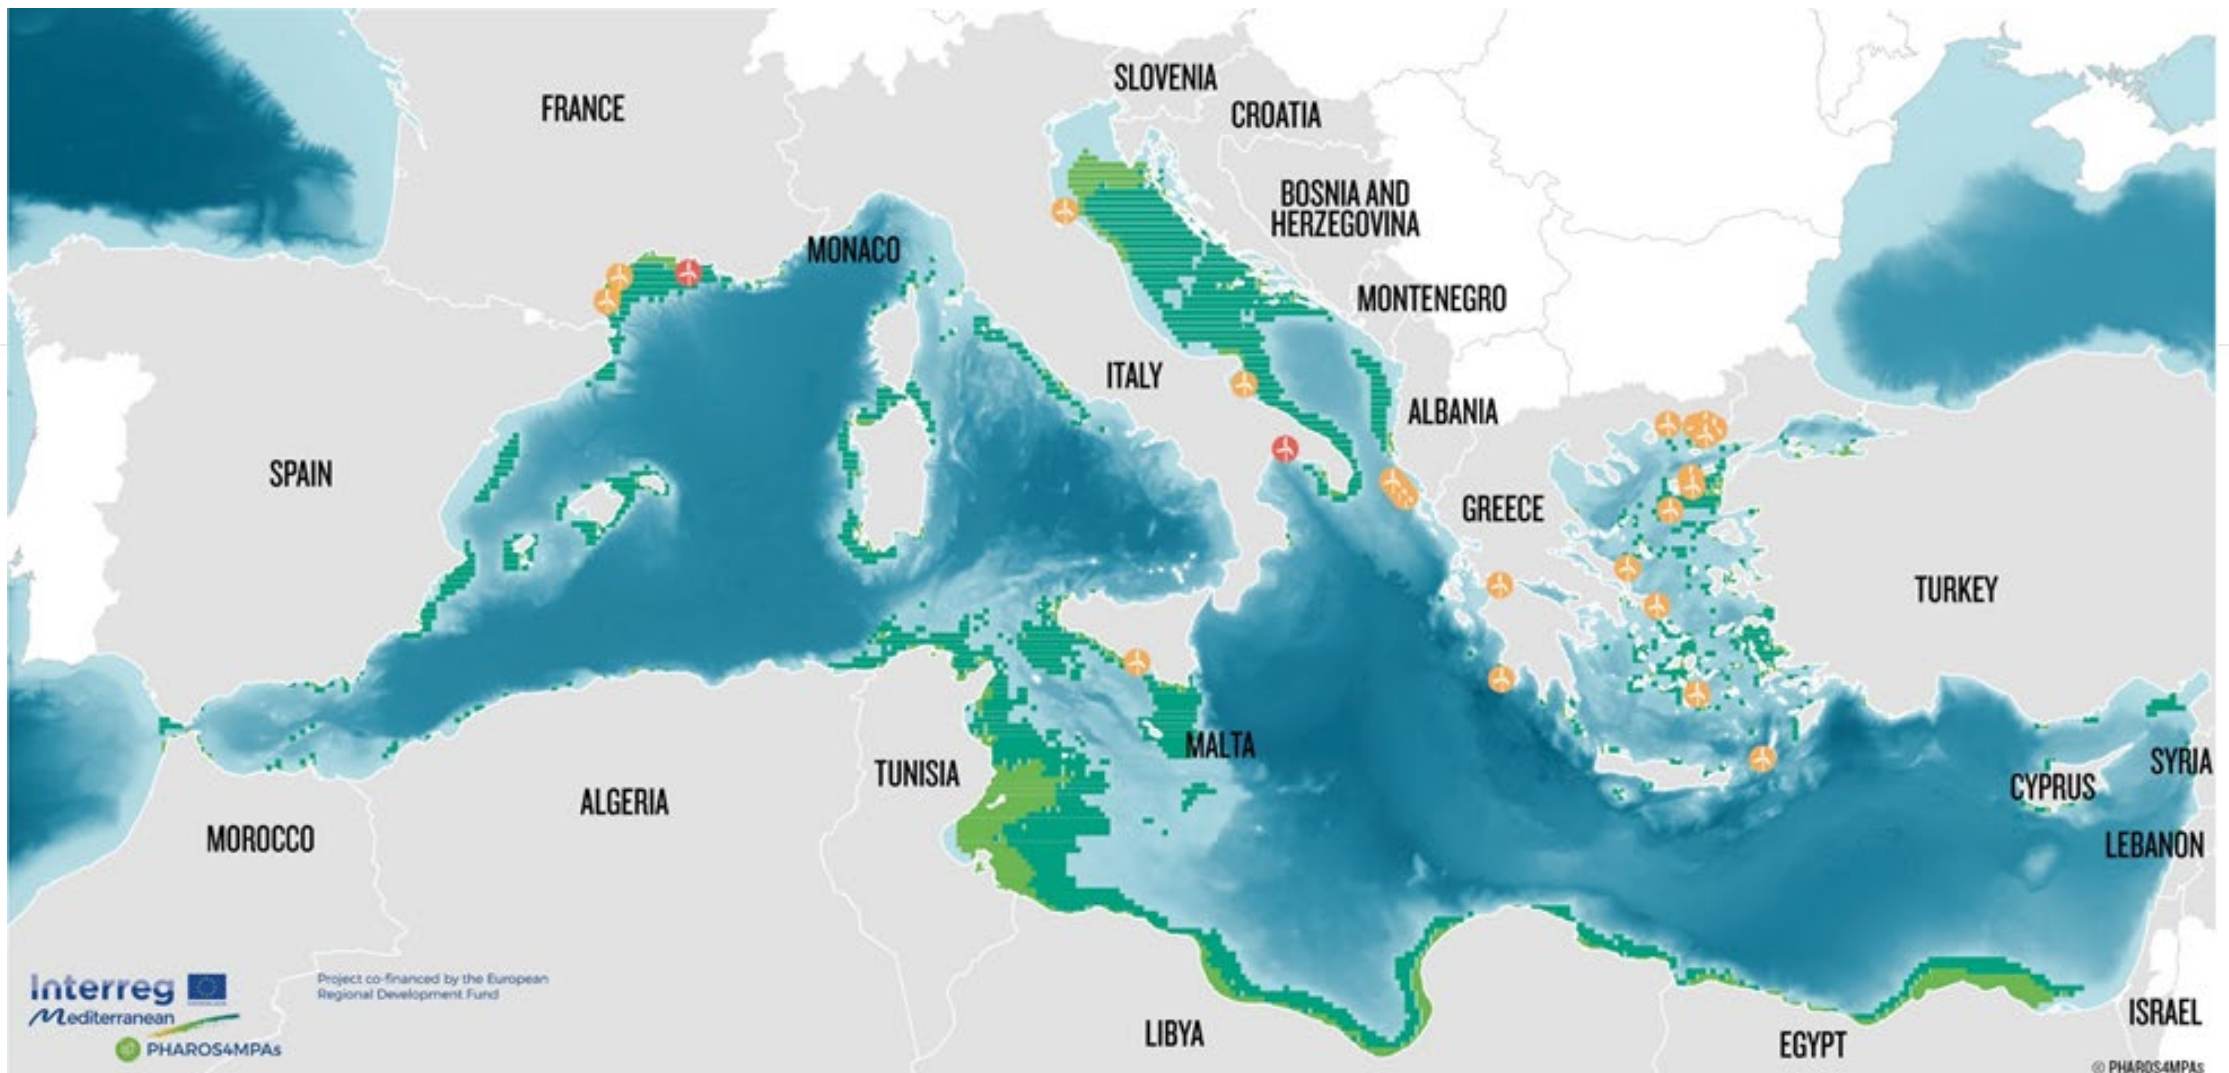 SLOVENIA
FRANCE
CROATIA
BOSNIA AND
HERZEGOVINA
MONACO
MONTENEGRO
ITALY
ALBANIA
SPAIN
GREECE
TURKEY
MALTA
SYRIA
TUNISIA
CYPRUS
ALGERIA
MOROCCO
LEBANON
Interreg
Mediterranean
PHAROS4MPAs
Project co-financed by the European
Regional Development Fund
LIBYA
EGYPT
ISRAEL
© PHAROS4MPAs